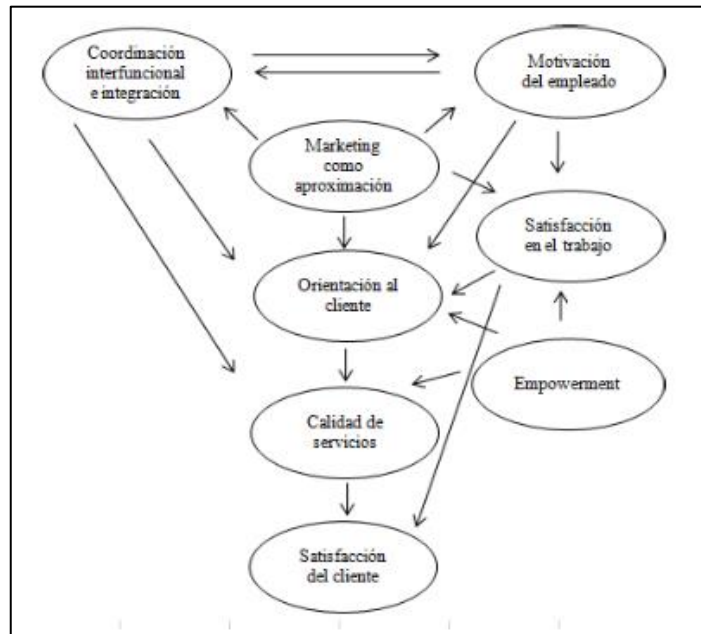 Coordinación
interfuncional
e integración
Motivación
del empleado
Marketing
como
aproximación
Satisfacción
en el trabajo
Orientación al
cliente
Empowerment
Calidad de
servicios
Satisfacción
del cliente